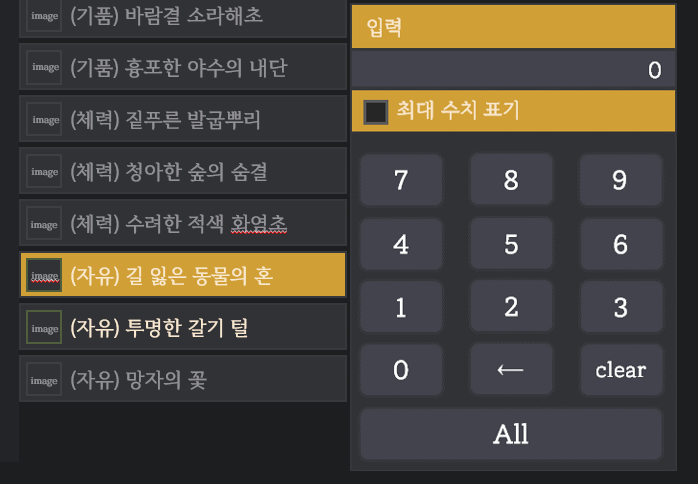 image (기품) 바람결 소라해초
image (기품) 흉포한 야수의 내단
image (체력) 짙푸른 발굽뿌리
image (체력) 청아한 숲의 숨결
image (체력) 수려한 적색 화염초
image (자유) 길 잃은 동물의 혼
image (자유) 투명한 갈기 털
image (자유) 망자의 꽃
입력
0
최대 수치 표기
7 8 9
4 5 6
1 2 3
0 ← clear
All